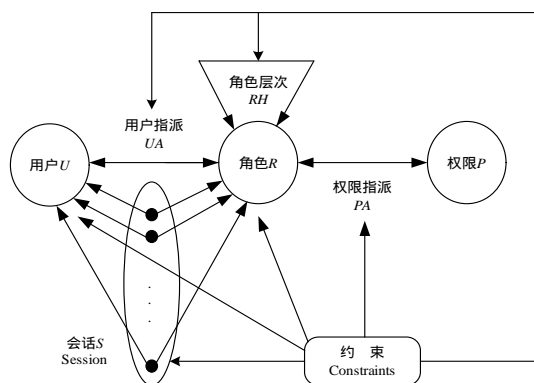 角色层次
RH
用户指派
UA
用户U
角色R
权限P
权限指派
PA
. . .
会话S
Session
约 束
Constraints